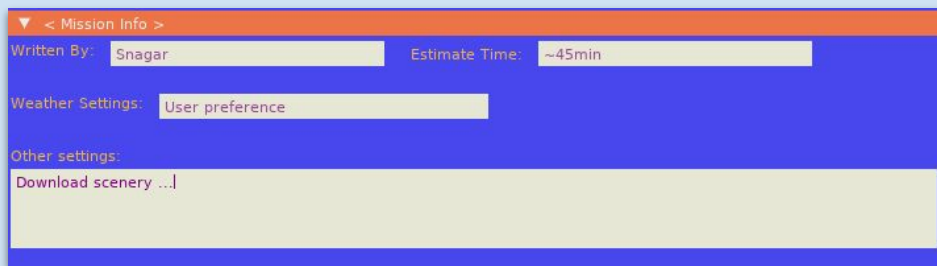 ▼ < Mission Info >
Written By: Snagar Estimate Time: ~45min
Weather Settings: User preference
Other settings:
Download scenery ...